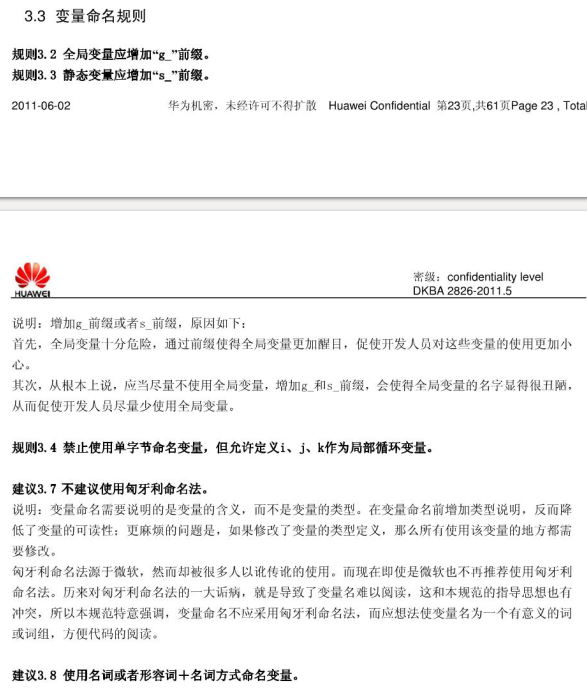 3.3 变量命名规则
规则3.2 全局变量应增加“g_”前缀。
规则3.3 静态变量应增加“s_”前缀。
2011-06-02 华为机密，未经许可不得扩散 Huawei Confidential 第23页,共61页Page 23 , Total
HUAWEI
密级：confidentiality level
DKBA 2826-2011.5
说明：增加g_前缀或者s_前缀，原因如下：
首先，全局变量十分危险，通过前缀使得全局变量更加醒目，促使开发人员对这些变量的使用更加小
心。
其次，从根本上说，应当尽量不使用全局变量，增加g_和s_前缀，会使得全局变量的名字显得很丑陋，
从而促使开发人员尽量少使用全局变量。
规则3.4 禁止使用单字节命名变量，但允许定义i、j、k作为局部循环变量。
建议3.7 不建议使用匈牙利命名法。
说明：变量命名需要说明的是变量的含义，而不是变量的类型。在变量命名前增加类型说明，反而降
低了变量的可读性；更麻烦的问题是，如果修改了变量的类型定义，那么所有使用该变量的地方都需
要修改。
匈牙利命名法源于微软，然而却被很多人以讹传讹的使用。而现在即使是微软也不再推荐使用匈牙利
命名法。历来对匈牙利命名法的一大诟病，就是导致了变量名难以阅读，这和本规范的指导思想也有
冲突，所以本规范特意强调，变量命名不应采用匈牙利命名法，而应想法使变量名为一个有意义的词
或词组，方便代码的阅读。
建议3.8 使用名词或者形容词＋名词方式命名变量。